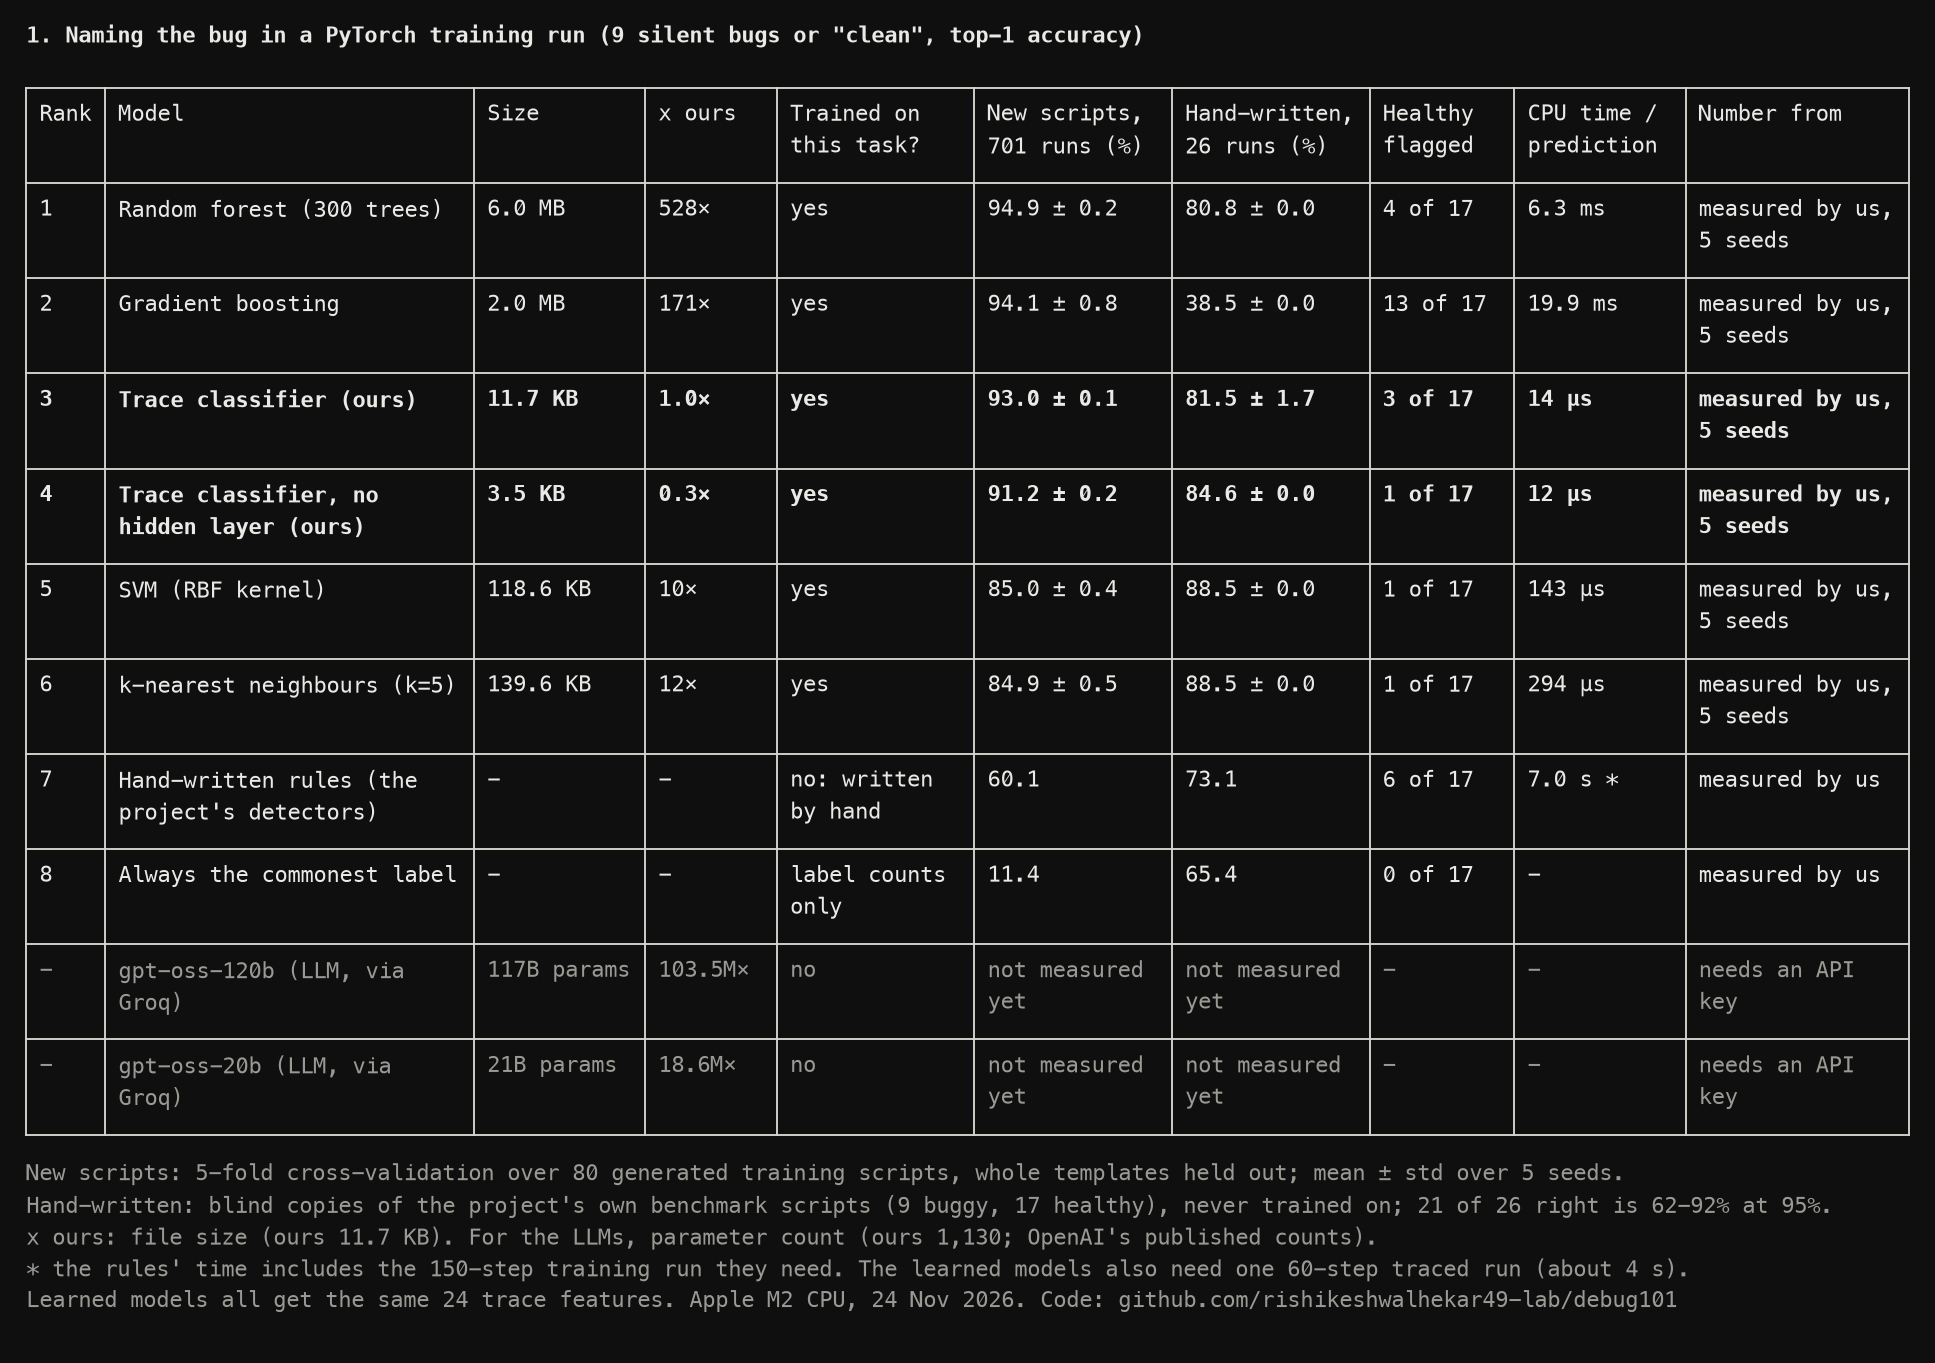 1. Naming the bug in a PyTorch training run (9 silent bugs or "clean", top-1 accuracy)
Rank | Model | Size | x ours | Trained on this task? | New scripts, 701 runs (%) | Hand-written, 26 runs (%) | Healthy flagged | CPU time / prediction | Number from
1 | Random forest (300 trees) | 6.0 MB | 528× | yes | 94.9 ± 0.2 | 80.8 ± 0.0 | 4 of 17 | 6.3 ms | measured by us, 5 seeds
2 | Gradient boosting | 2.0 MB | 171× | yes | 94.1 ± 0.8 | 38.5 ± 0.0 | 13 of 17 | 19.9 ms | measured by us, 5 seeds
3 | Trace classifier (ours) | 11.7 KB | 1.0× | yes | 93.0 ± 0.1 | 81.5 ± 1.7 | 3 of 17 | 14 µs | measured by us, 5 seeds
4 | Trace classifier, no hidden layer (ours) | 3.5 KB | 0.3× | yes | 91.2 ± 0.2 | 84.6 ± 0.0 | 1 of 17 | 12 µs | measured by us, 5 seeds
5 | SVM (RBF kernel) | 118.6 KB | 10× | yes | 85.0 ± 0.4 | 88.5 ± 0.0 | 1 of 17 | 143 µs | measured by us, 5 seeds
6 | k-nearest neighbours (k=5) | 139.6 KB | 12× | yes | 84.9 ± 0.5 | 88.5 ± 0.0 | 1 of 17 | 294 µs | measured by us, 5 seeds
7 | Hand-written rules (the project's detectors) | – | – | no: written by hand | 60.1 | 73.1 | 6 of 17 | 7.0 s * | measured by us
8 | Always the commonest label | – | – | label counts only | 11.4 | 65.4 | 0 of 17 | – | measured by us
– | gpt-oss-120b (LLM, via Groq) | 117B params | 103.5M× | no | not measured yet | not measured yet | – | – | needs an API key
– | gpt-oss-20b (LLM, via Groq) | 21B params | 18.6M× | no | not measured yet | not measured yet | – | – | needs an API key
New scripts: 5-fold cross-validation over 80 generated training scripts, whole templates held out; mean ± std over 5 seeds.
Hand-written: blind copies of the project's own benchmark scripts (9 buggy, 17 healthy), never trained on; 21 of 26 right is 62–92% at 95%.
x ours: file size (ours 11.7 KB). For the LLMs, parameter count (ours 1,130; OpenAI's published counts).
* the rules' time includes the 150-step training run they need. The learned models also need one 60-step traced run (about 4 s).
Learned models all get the same 24 trace features. Apple M2 CPU, 24 Nov 2026. Code: github.com/rishikeshwalhekar49-lab/debug101